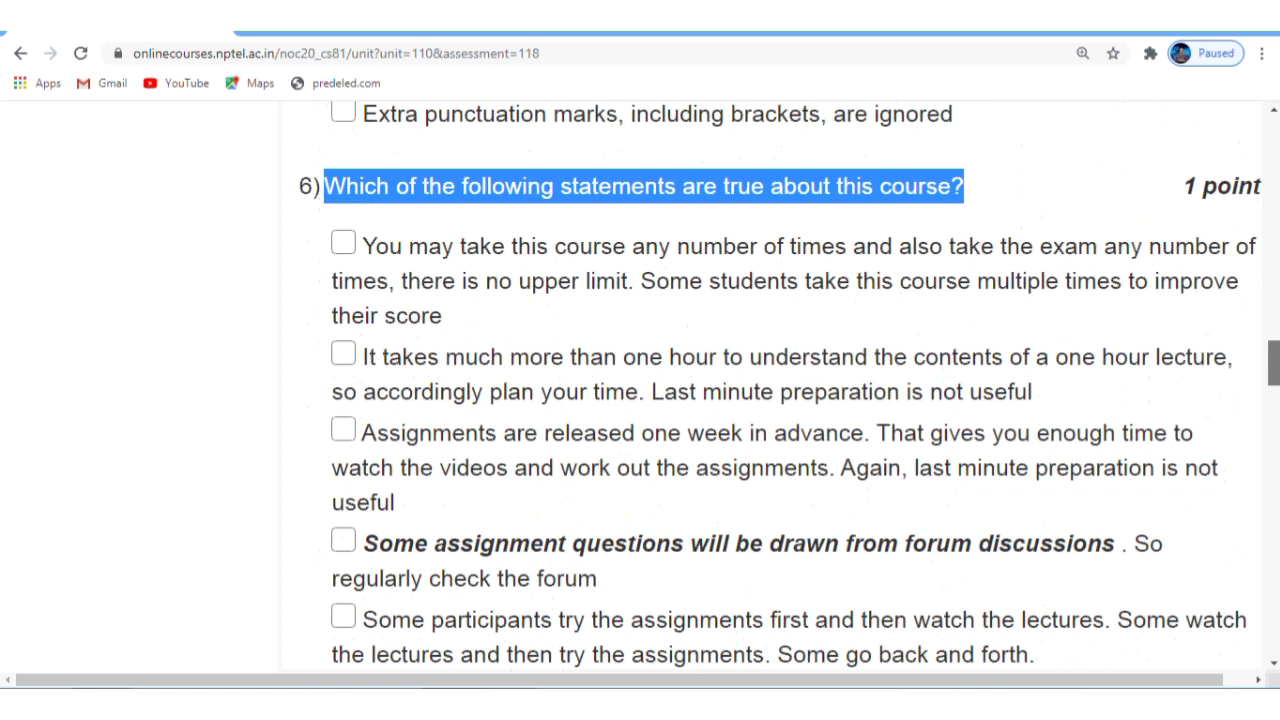 onlinecourses.nptel.ac.in/noc20_cs81/unit?unit=110&assessment=118
Paused
Apps Gmail YouTube Maps predeled.com
Extra punctuation marks, including brackets, are ignored
6) Which of the following statements are true about this course? 1 point
You may take this course any number of times and also take the exam any number of
times, there is no upper limit. Some students take this course multiple times to improve
their score
It takes much more than one hour to understand the contents of a one hour lecture,
so accordingly plan your time. Last minute preparation is not useful
Assignments are released one week in advance. That gives you enough time to
watch the videos and work out the assignments. Again, last minute preparation is not
useful
Some assignment questions will be drawn from forum discussions . So
regularly check the forum
Some participants try the assignments first and then watch the lectures. Some watch
the lectures and then try the assignments. Some go back and forth.